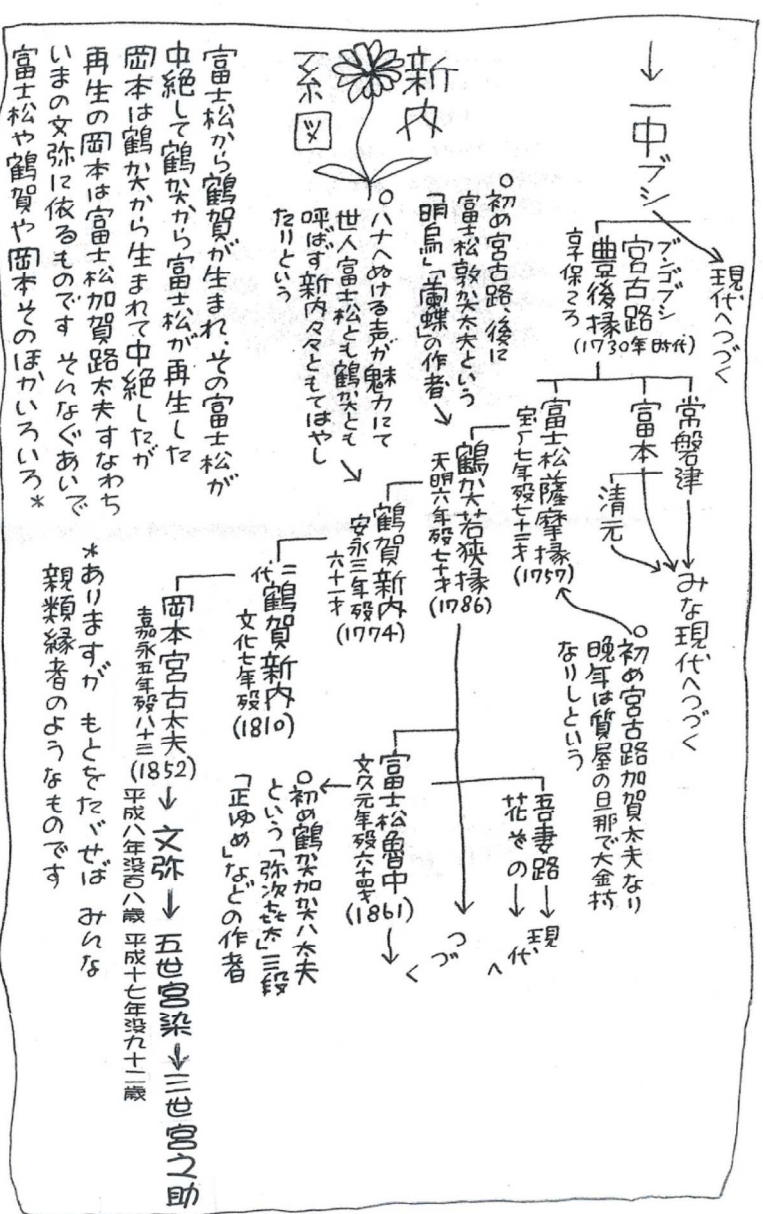 一中ブシ
現代へつづく
ブンゴブシ
宮古路
豊後掾
(1730年時代)
享保ごろ
常磐津
富本
清元
みな現代へつづく
富士松薩摩掾
宝暦七年歿七十二才
(1757)
○初め宮古路加賀太夫なり
晩年は質屋の旦那で大金持
なりしという
新内
系図
○初め宮古路、後に
富士松敦賀太夫という
「明烏」「蘭蝶」の作者
鶴賀若狭掾
天明六年歿七十才
(1786)
○ハナへぬける声が魅力にて
世人富士松とも鶴賀とも
呼ばず新内々々ともてはやし
たりという
鶴賀新内
安永三年歿
六十一才
(1774)
二代
鶴賀新内
文化七年歿
(1810)
吾妻路
花その
現代へつづく
富士松魯中
文久元年歿六十四才
(1861)
○初め鶴賀加賀八太夫
という「弥次喜太」三段
「正ゆめ」などの作者
岡本宮古太夫
嘉永五年歿八十三
(1852)
文弥
平成八年没百八歳
五世宮染
平成十七年没九十二歳
三世宮之助
富士松から鶴賀が生まれ、その富士松が
中絶して鶴賀から富士松が再生した
岡本は鶴賀から生まれて中絶したが
再生の岡本は富士松加賀路太夫すなわち
いまの文弥に依るものです そんなぐあいで
富士松や鶴賀や岡本そのほかいろいろ*
*ありますが もとをたゞせば みんな
親類縁者のようなものです